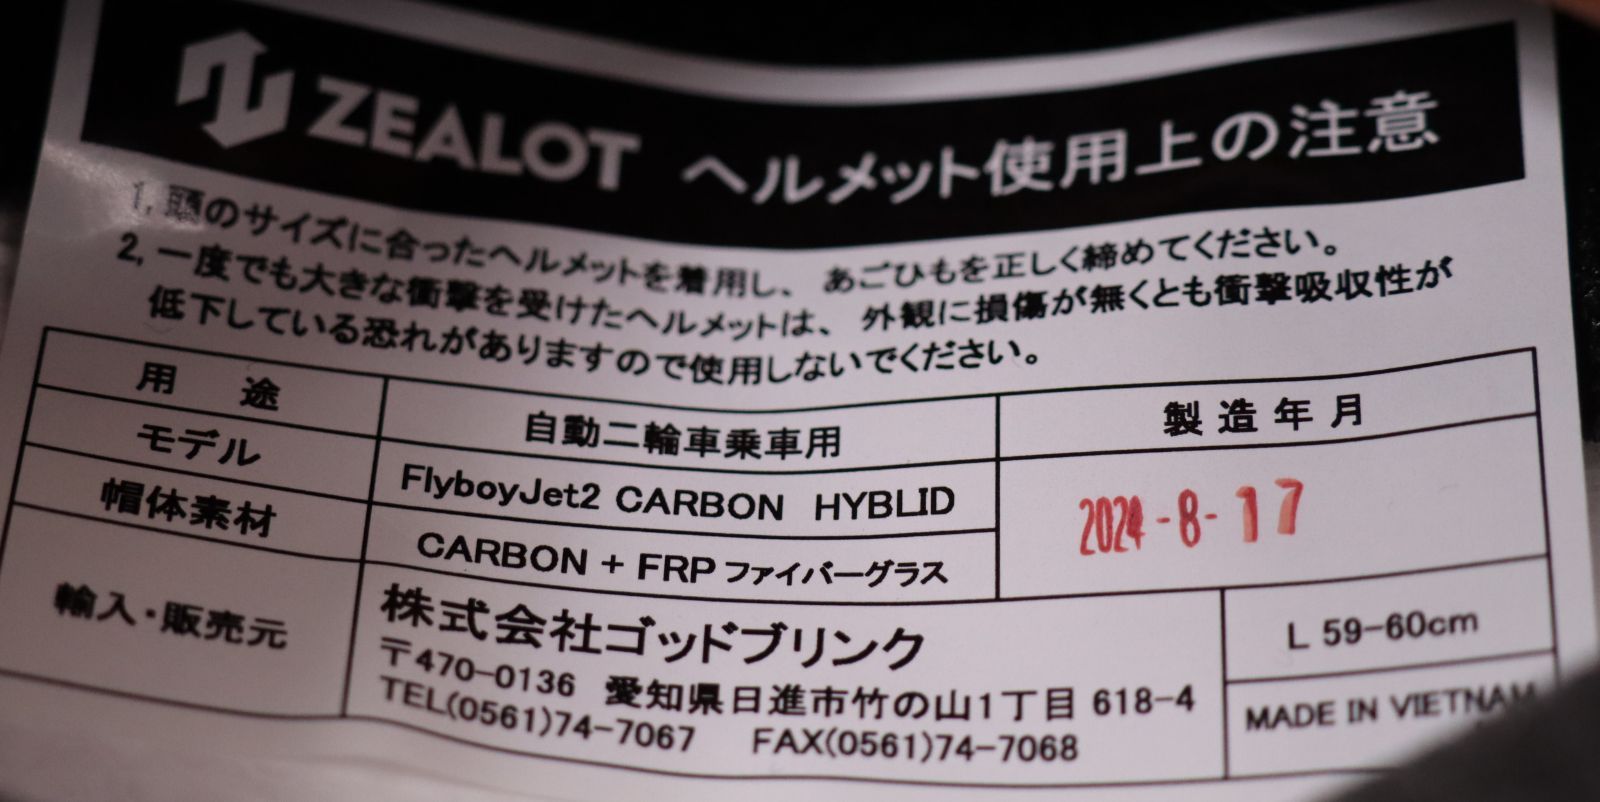 ZEALOT ヘルメット使用上の注意
1, 頭のサイズに合ったヘルメットを着用し、 あごひもを正しく締めてください。
2, 一度でも大きな衝撃を受けたヘルメットは、外観に損傷が無くとも衝撃吸収性が
低下している恐れがありますので使用しないでください。
用 途 自動二輪車乗車用 製造年月
モデル FlyboyJet2 CARBON HYBLID 2024-8-17
帽体素材 CARBON + FRPファイバーグラス
輸入・販売元 株式会社ゴッドブリンク L 59-60cm
〒470-0136 愛知県日進市竹の山1丁目618-4
TEL(0561)74-7067 FAX(0561)74-7068 MADE IN VIETNAM